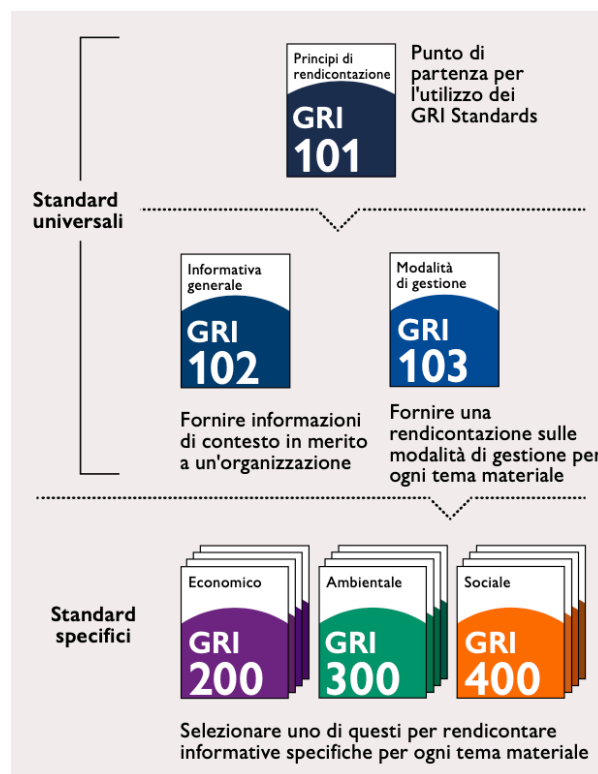 Principi di
rendicontazione
GRI
101
Punto di
partenza per
l'utilizzo dei
GRI Standards
Standard
universali
Informativa
generale
GRI
102
Modalità
di gestione
GRI
103
Fornire informazioni
di contesto in merito
a un'organizzazione
Fornire una
rendicontazione sulle
modalità di gestione per
ogni tema materiale
Standard
specifici
Economico
GRI
200
Ambientale
GRI
300
Sociale
GRI
400
Selezionare uno di questi per rendicontare
informative specifiche per ogni tema materiale